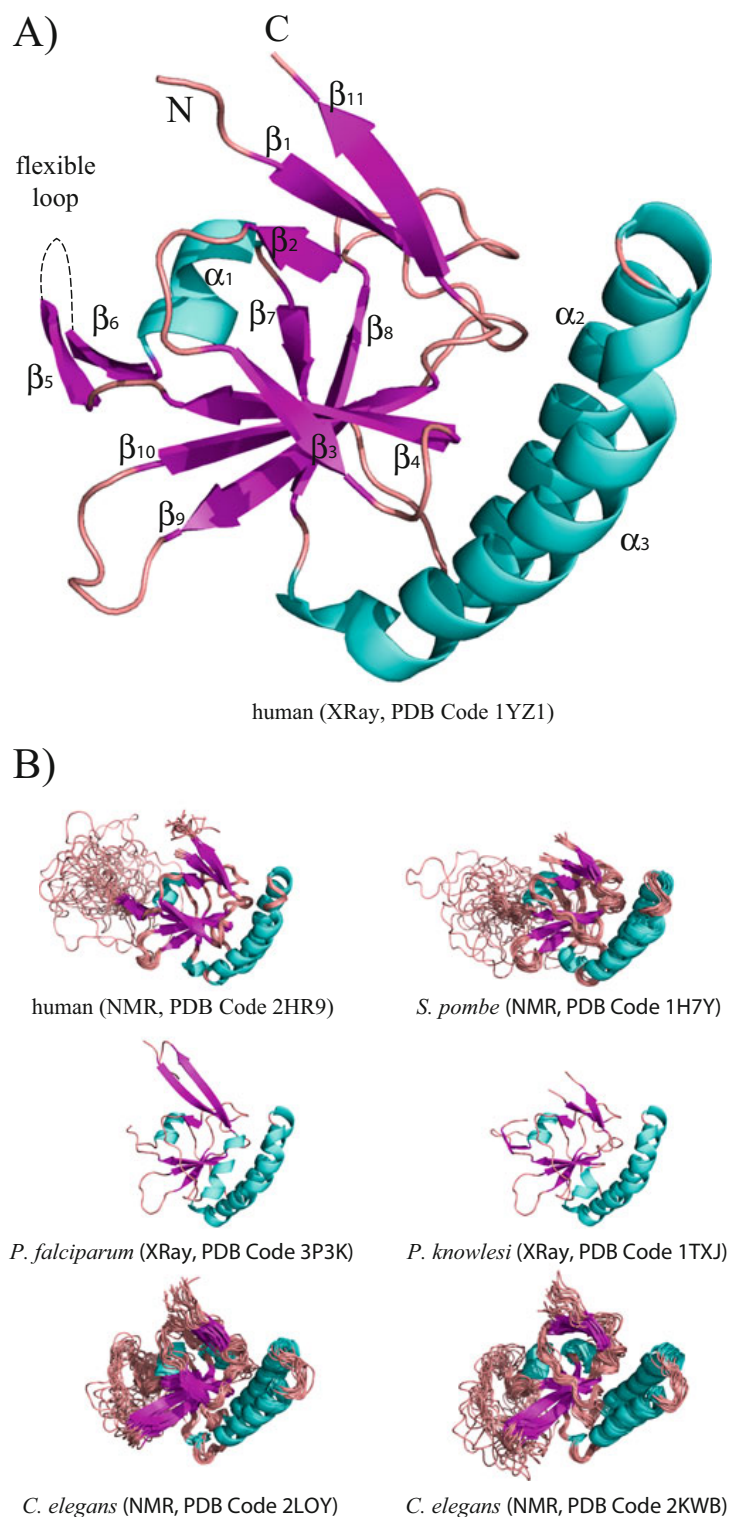 A)
C
N
β11
β1
flexible
loop
β2
α1
β6
β7
β8
α2
β5
β3
β4
β10
β9
α3
human (XRay, PDB Code 1YZ1)
B)
human (NMR, PDB Code 2HR9)
S. pombe (NMR, PDB Code 1H7Y)
P. falciparum (XRay, PDB Code 3P3K)
P. knowlesi (XRay, PDB Code 1TXJ)
C. elegans (NMR, PDB Code 2LOY)
C. elegans (NMR, PDB Code 2KWB)